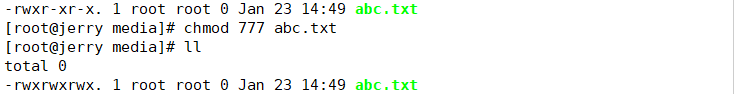 -rwxr-xr-x. 1 root root 0 Jan 23 14:49 abc.txt
[root@jerry media]# chmod 777 abc.txt
[root@jerry media]# ll
total 0
-rwxrwxrwx. 1 root root 0 Jan 23 14:49 abc.txt